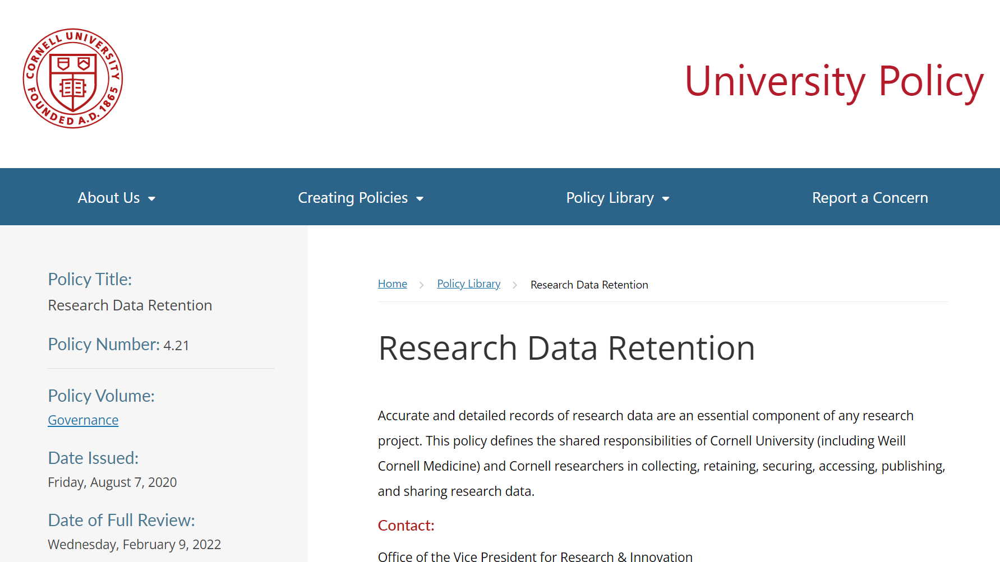 CORNELL UNIVERSITY
FOUNDED A.D. 1865
University Policy
About Us
Creating Policies
Policy Library
Report a Concern
Policy Title:
Research Data Retention
Policy Number: 4.21
Policy Volume:
Governance
Date Issued:
Friday, August 7, 2020
Date of Full Review:
Wednesday, February 9, 2022
Home
Policy Library
Research Data Retention
Research Data Retention
Accurate and detailed records of research data are an essential component of any research
project. This policy defines the shared responsibilities of Cornell University (including Weill
Cornell Medicine) and Cornell researchers in collecting, retaining, securing, accessing, publishing,
and sharing research data.
Contact:
Office of the Vice President for Research & Innovation